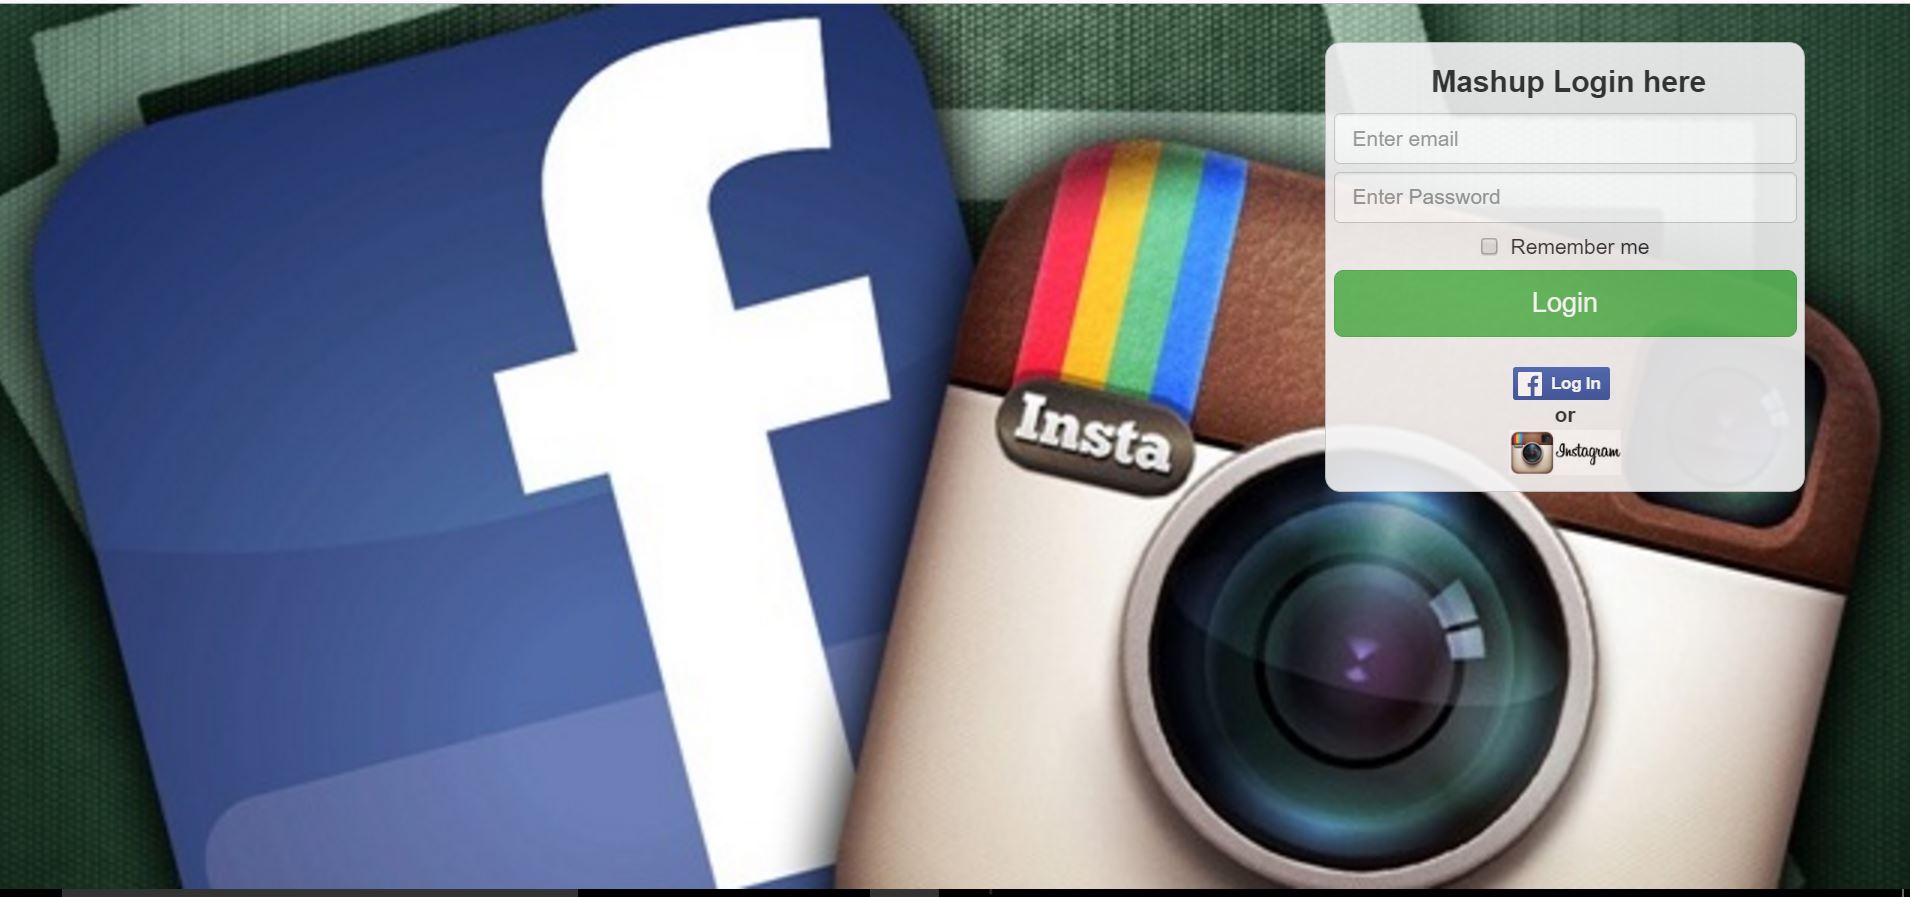 f
Insta
Mashup Login here
Enter email
Enter Password
Remember me
Login
f Log In
or
Instagram